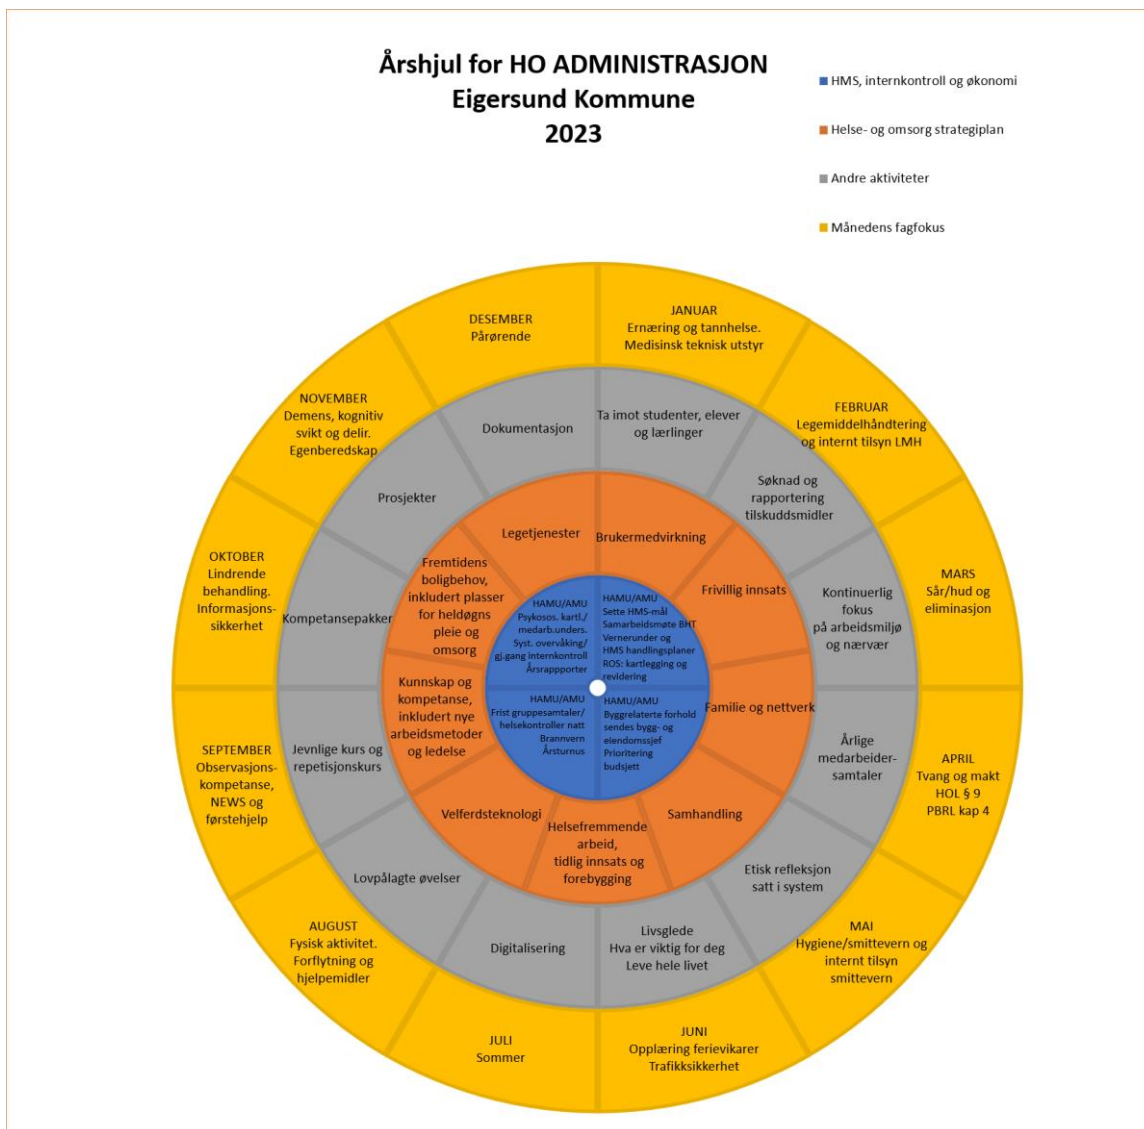 Årshjul for HO ADMINISTRASJON
Eigersund Kommune
2023
HMS, internkontroll og økonomi
Helse- og omsorg strategiplan
Andre aktiviteter
Månedens fagfokus
JANUAR
Ernæring og tannhelse.
Medisinsk teknisk utstyr
FEBRUAR
Legemiddelhåndtering
og internt tilsyn LMH
MARS
Sår/hud og
eliminasjon
APRIL
Tvang og makt
HOL § 9
PBRL kap 4
MAI
Hygiene/smittevern og
internt tilsyn
smittevern
JUNI
Opplæring ferievikarer
Trafikksikkerhet
JULI
Sommer
AUGUST
Fysisk aktivitet.
Forflytning og
hjelpemidler
SEPTEMBER
Observasjons-
kompetanse,
NEWS og
førstehjelp
OKTOBER
Lindrende
behandling.
Informasjons-
sikkerhet
NOVEMBER
Demens, kognitiv
svikt og delir.
Egenberedskap
DESEMBER
Pårørende
Ta imot studenter, elever
og lærlinger
Søknad og
rapportering
tilskuddsmidler
Kontinuerlig
fokus
på arbeidsmiljø
og nærvær
Årlige
medarbeider-
samtaler
Etisk refleksjon
satt i system
Livsglede
Hva er viktig for deg
Leve hele livet
Digitalisering
Lovpålagte øvelser
Jevnlige kurs og
repetisjonskurs
Kompetansepakker
Prosjekter
Dokumentasjon
Brukermedvirkning
Frivillig innsats
Familie og nettverk
Samhandling
Helsefremmende
arbeid,
tidlig innsats og
forebygging
Velferdsteknologi
Kunnskap og
kompetanse,
inkludert nye
arbeidsmetoder
og ledelse
Fremtidens
boligbehov,
inkludert plasser
for heldøgns
pleie og
omsorg
Legetjenester
HAMU/AMU
Sette HMS-mål
Samarbeidsmøte BHT
Vernerunder og
HMS handlingsplaner
ROS: kartlegging og
revidering
HAMU/AMU
Byggrelaterte forhold
sendes bygg- og
eiendomssjef
Prioritering
budsjett
HAMU/AMU
Frist gruppesamtaler/
helsekontroller natt
Brannvern
Årsturnus
HAMU/AMU
Psykosos. kartl./
medarb.unders.
Syst. overvåking/
gj.gang internkontroll
Årsrappporter